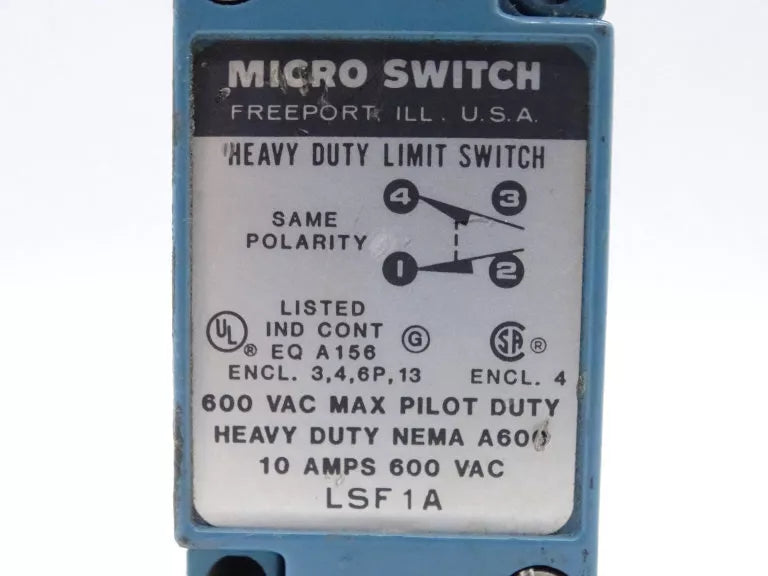 MICRO SWITCH
FREEPORT, ILL. U.S.A.
HEAVY DUTY LIMIT SWITCH
4 3
SAME
POLARITY
1 2
LISTED
UL ® IND CONT G SA ®
EQ A156
ENCL. 3,4,6P,13 ENCL. 4
600 VAC MAX PILOT DUTY
HEAVY DUTY NEMA A600
10 AMPS 600 VAC
LSF1A